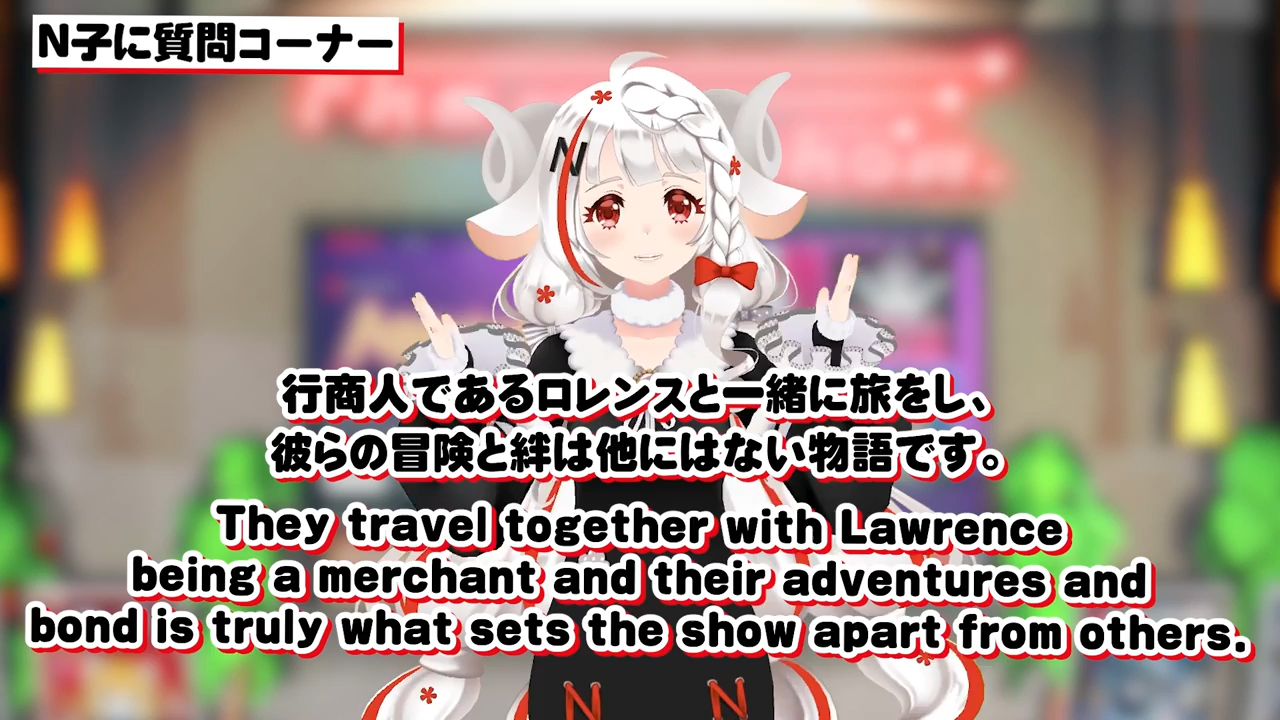 N子に質問コーナー
N
行商人であるロレンスと一緒に旅をし、
彼らの冒険と絆は他にはない物語です。
They travel together with Lawrence
being a merchant and their adventures and
bond is truly what sets the show apart from others.
N N